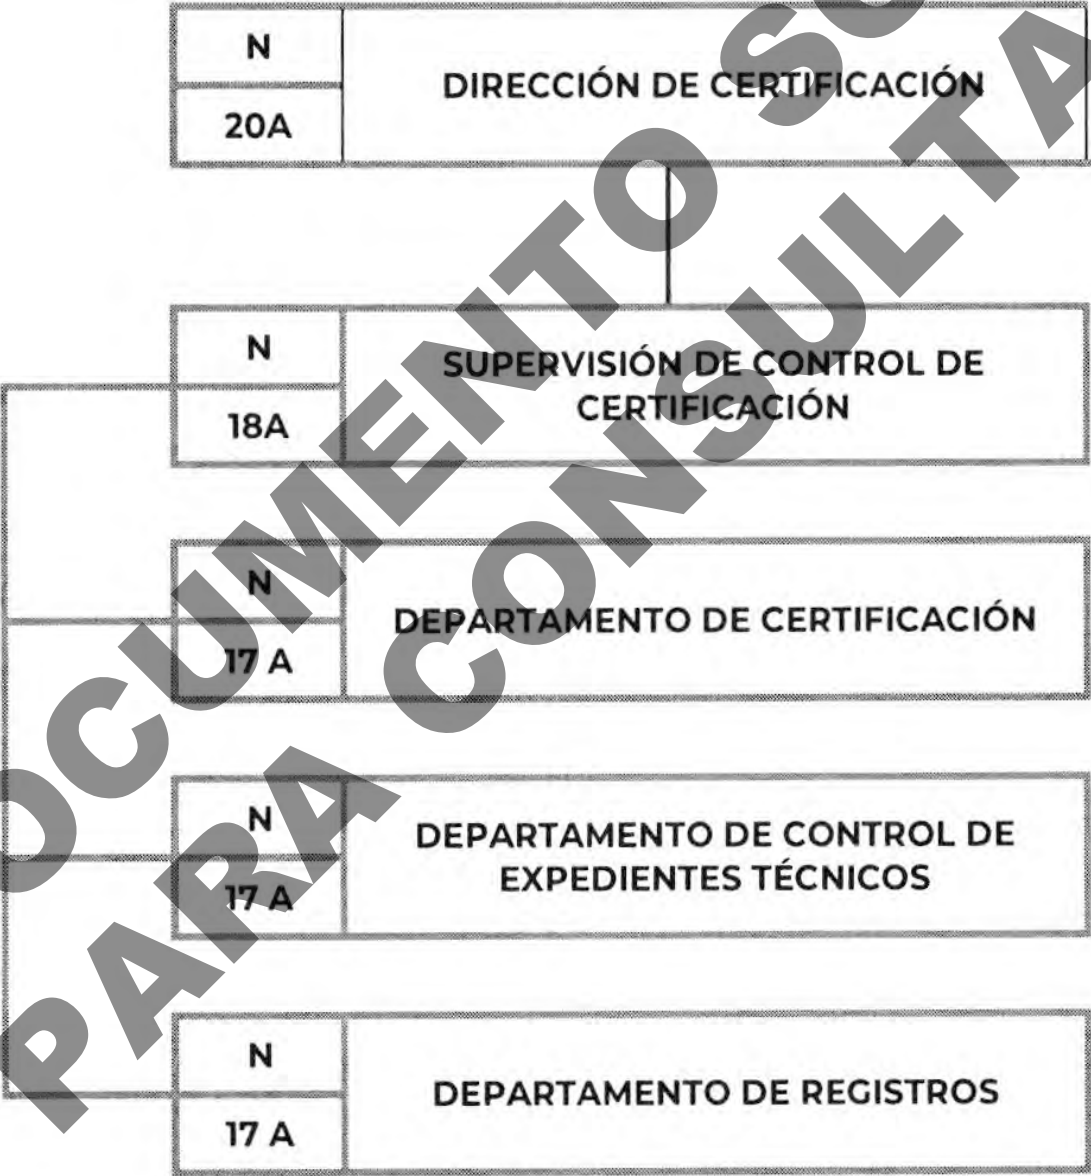 N
20A
DIRECCIÓN DE CERTIFICACIÓN
N
18A
SUPERVISIÓN DE CONTROL DE
CERTIFICACIÓN
N
17 A
DEPARTAMENTO DE CERTIFICACIÓN
N
17 A
DEPARTAMENTO DE CONTROL DE
EXPEDIENTES TÉCNICOS
N
17 A
DEPARTAMENTO DE REGISTROS
OCUMENTO SO
PARA CONSULTA